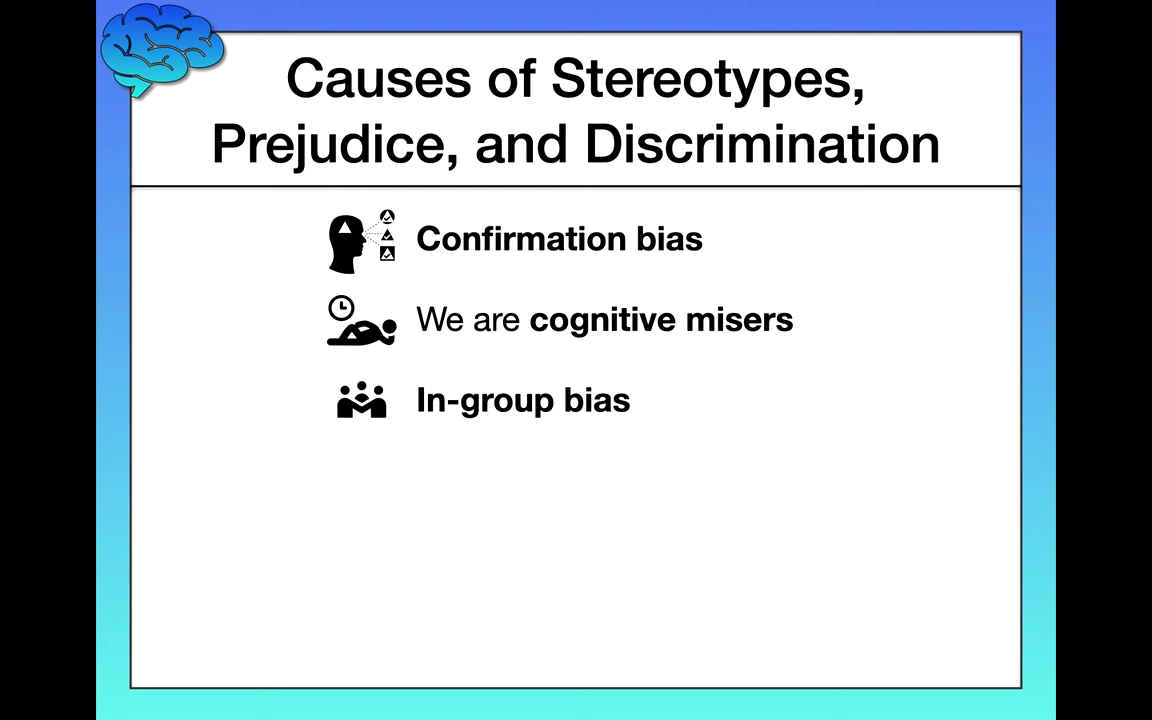 Causes of Stereotypes,
Prejudice, and Discrimination
Confirmation bias
We are cognitive misers
In-group bias